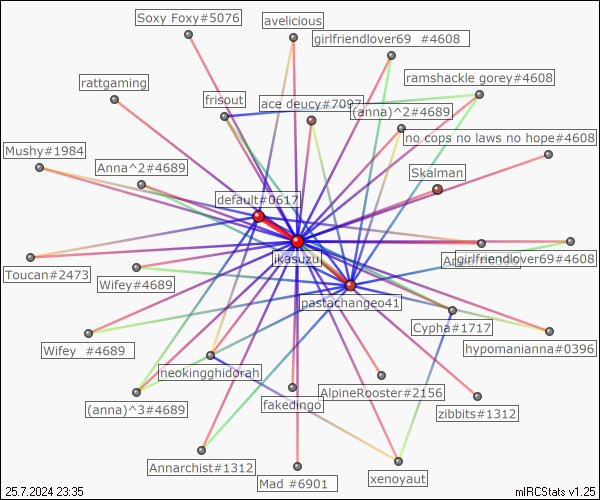 Soxy Foxy#5076
avelicious
girlfriendlover69 #4608
rattgaming
ramshackle gorey#4608
frisout
ace deucy#7097
(anna)^2#4689
no cops no laws no hope#4608
Mushy#1984
Anna^2#4689
Skalman
default#0617
ikasuzu
girlfriendlover69#4608
Toucan#2473
Wifey#4689
pastachangeo41
Cypha#1717
Wifey #4689
hypomanianna#0396
neokingghidorah
AlpineRooster#2156
(anna)^3#4689
fakedingo
zibbits#1312
Annarchist#1312
Mad #6901
xenoyaut
25.7.2024 23:35
mIRCStats v1.25